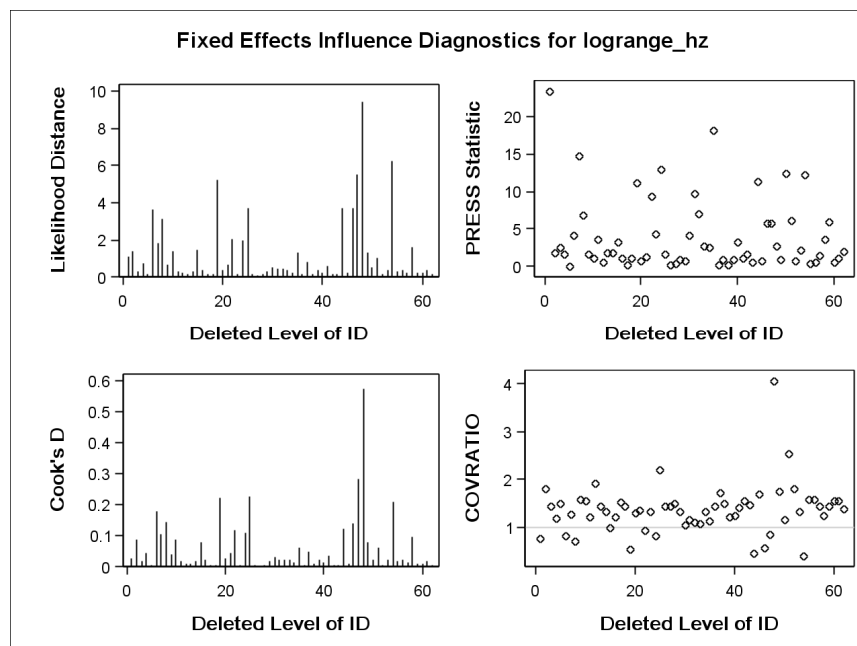 Fixed Effects Influence Diagnostics for logrange_hz
Likelihood Distance
10
8
6
4
2
0
0 20 40 60
Deleted Level of ID
PRESS Statistic
20
15
10
5
0
0 20 40 60
Deleted Level of ID
Cook's D
0.6
0.5
0.4
0.3
0.2
0.1
0
0 20 40 60
Deleted Level of ID
COVRATIO
4
3
2
1
0 20 40 60
Deleted Level of ID